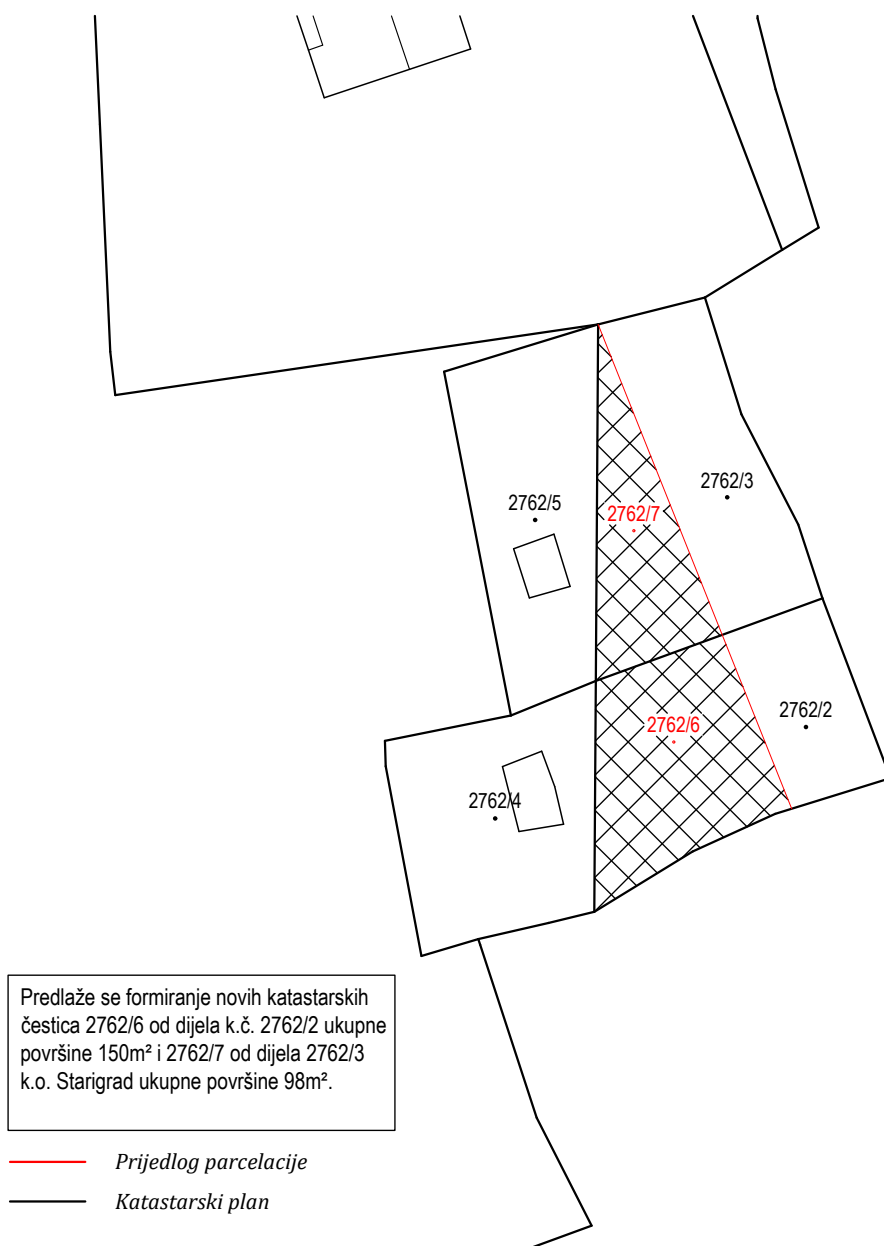 2762/3
2762/5
2762/7
2762/6
2762/2
2762/4
Predlaže se formiranje novih katastarskih
čestica 2762/6 od dijela k.č. 2762/2 ukupne
površine 150m² i 2762/7 od dijela 2762/3
k.o. Starigrad ukupne površine 98m².
Prijedlog parcelacije
Katastarski plan